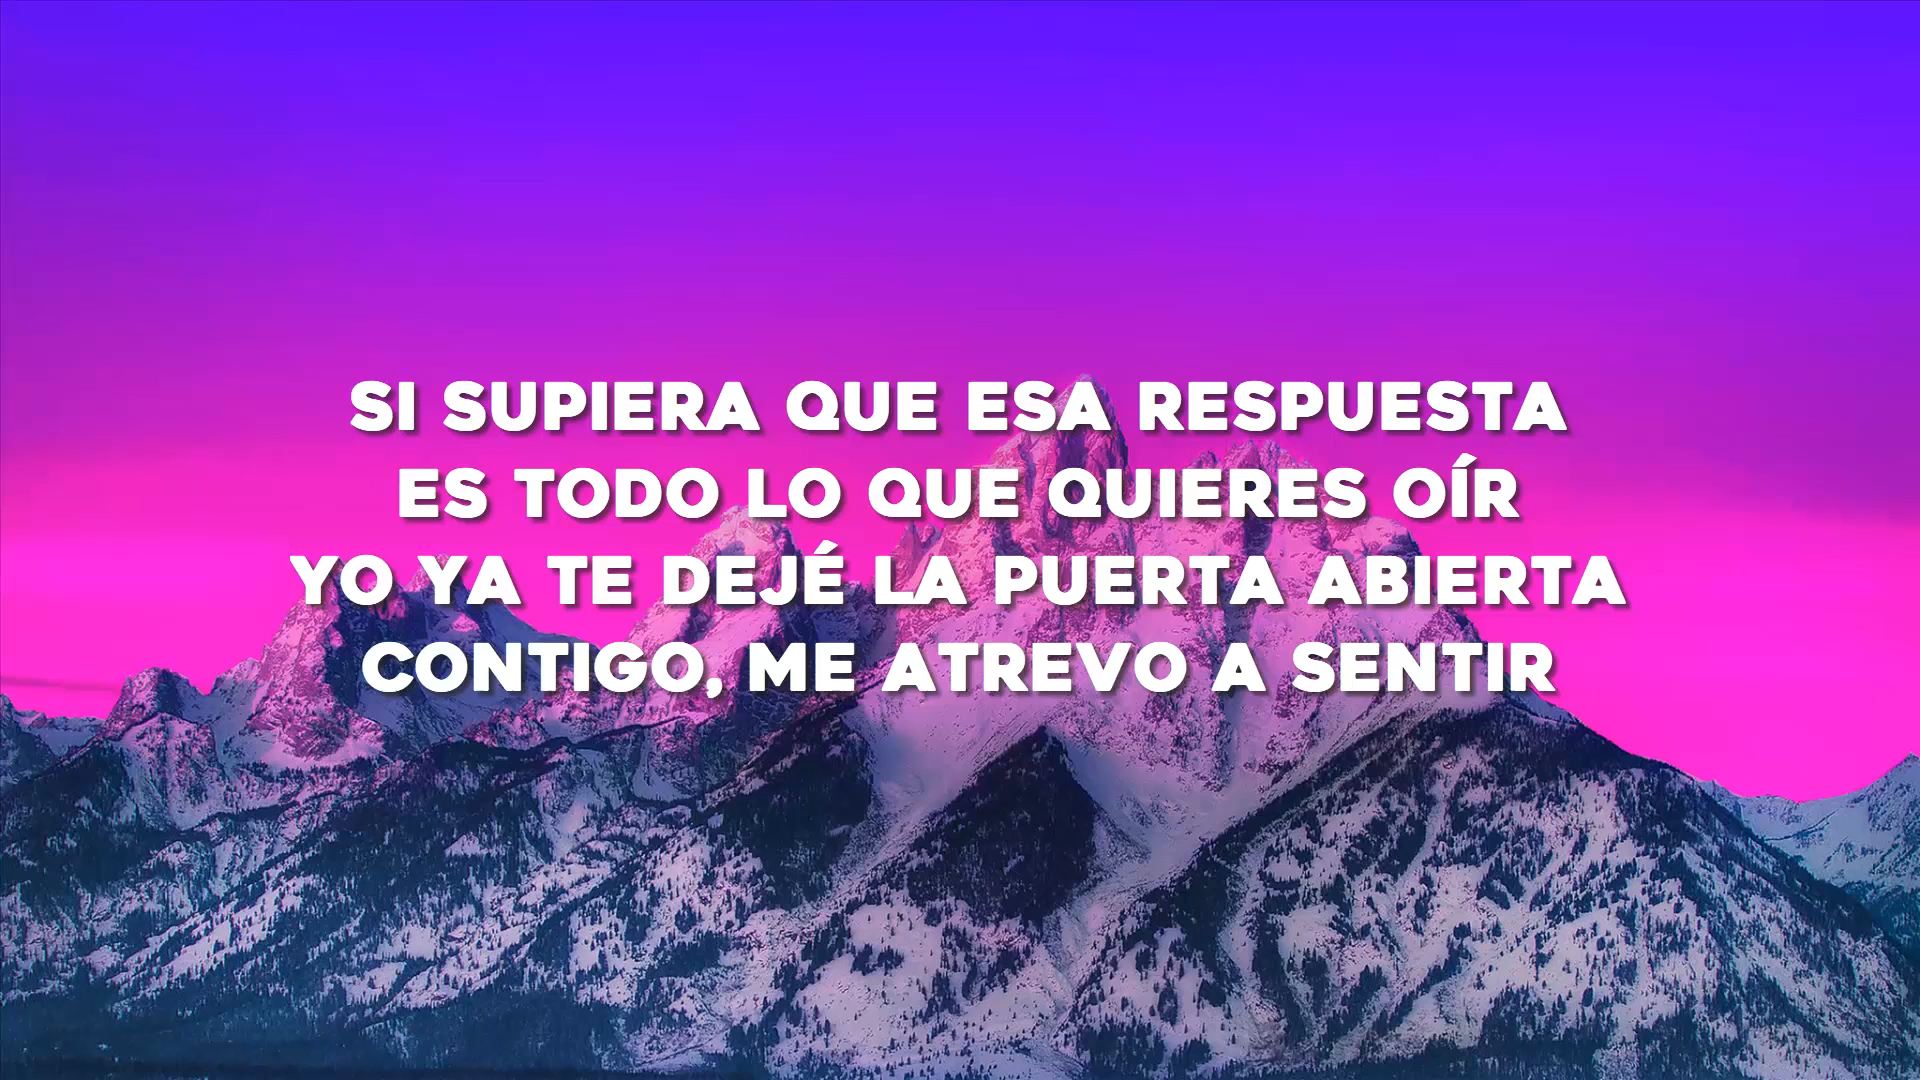 SI SUPIERA QUE ESA RESPUESTA
ES TODO LO QUE QUIERES OÍR
YO YA TE DEJÉ LA PUERTA ABIERTA
CONTIGO, ME ATREVO A SENTIR